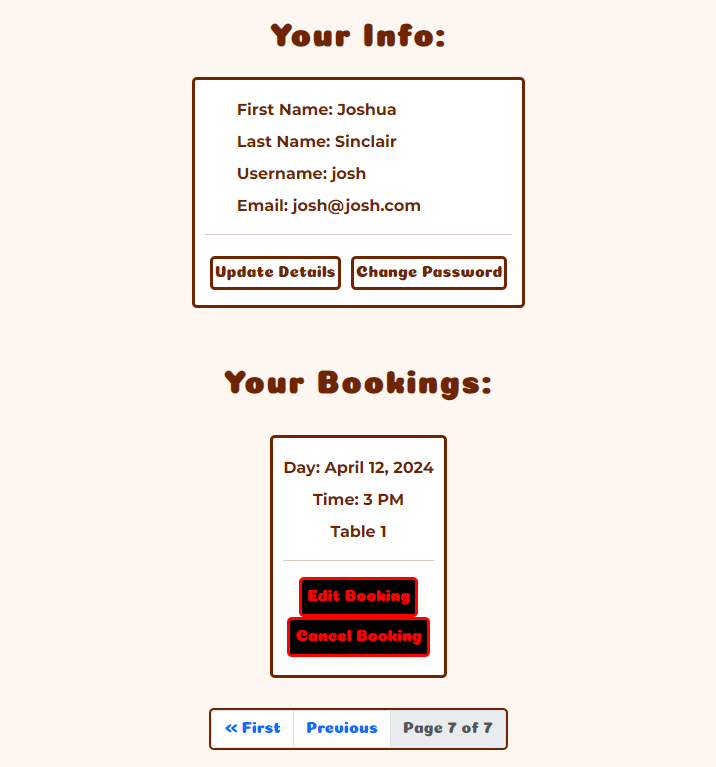 Your Info:
First Name: Joshua
Last Name: Sinclair
Username: josh
Email: josh@josh.com
Update Details Change Password
Your Bookings:
Day: April 12, 2024
Time: 3 PM
Table 1
Edit Booking
Cancel Booking
« First Previous Page 7 of 7